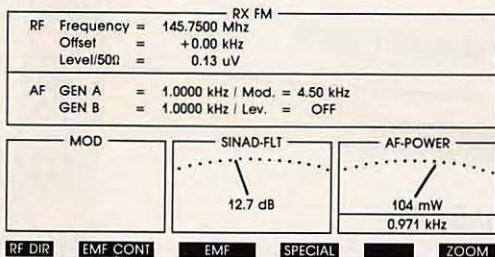 RX FM
RF Frequency = 145.7500 Mhz
Offset = +0.00 kHz
Level/50Ω = 0.13 uV
AF GEN A = 1.0000 kHz / Mod. = 4.50 kHz
GEN B = 1.0000 kHz / Lev. = OFF
MOD SINAD-FLT AF-POWER
12.7 dB 104 mW
0.971 kHz
RF DIR EMF CONT EMF SPECIAL ZOOM